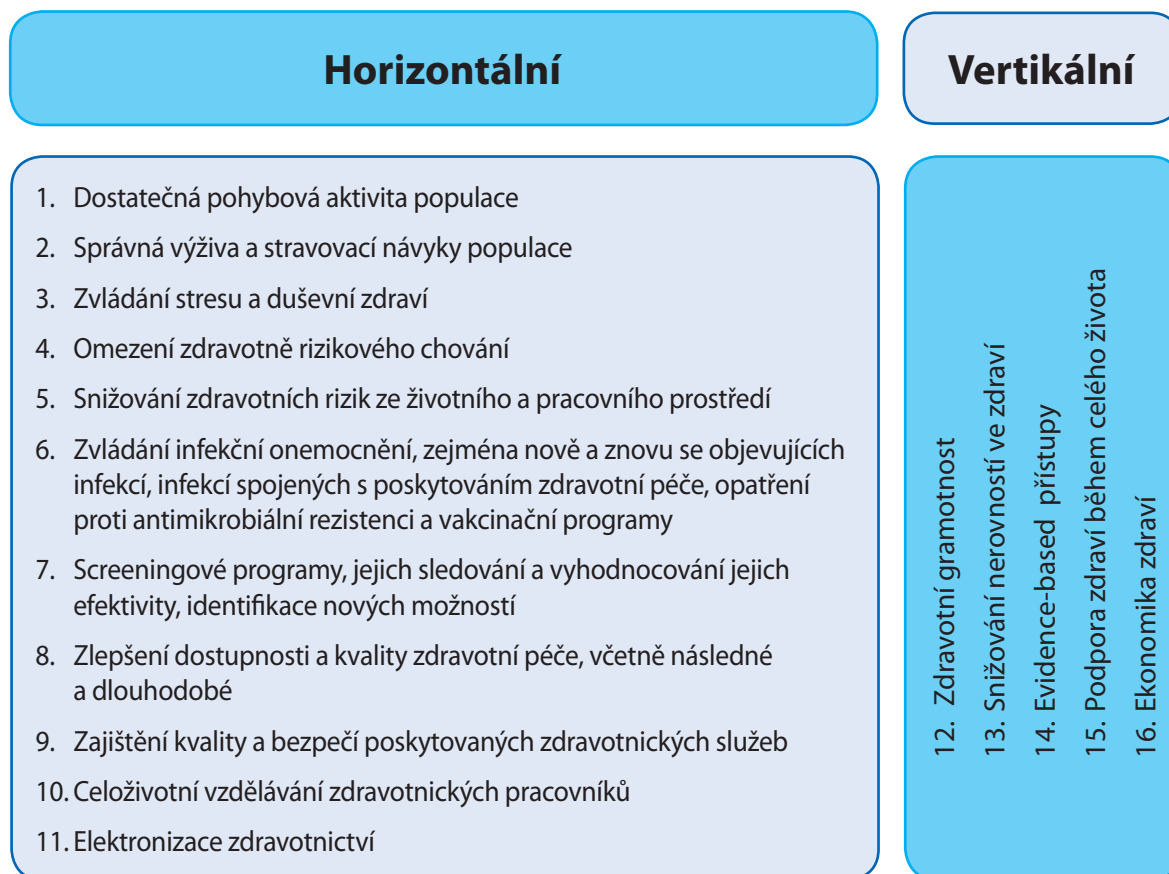 Horizontální
Vertikální
1. Dostatečná pohybová aktivita populace
2. Správná výživa a stravovací návyky populace
3. Zvládání stresu a duševní zdraví
4. Omezení zdravotně rizikového chování
5. Snižování zdravotních rizik ze životního a pracovního prostředí
6. Zvládání infekční onemocnění, zejména nově a znovu se objevujících
infekcí, infekcí spojených s poskytováním zdravotní péče, opatření
proti antimikrobiální rezistenci a vakcinační programy
7. Screeningové programy, jejich sledování a vyhodnocování jejich
efektivity, identifikace nových možností
8. Zlepšení dostupnosti a kvality zdravotní péče, včetně následné
a dlouhodobé
9. Zajištění kvality a bezpečí poskytovaných zdravotnických služeb
10. Celoživotní vzdělávání zdravotnických pracovníků
11. Elektronizace zdravotnictví
12. Zdravotní gramotnost
13. Snižování nerovností ve zdraví
14. Evidence-based přístupy
15. Podpora zdraví během celého života
16. Ekonomika zdraví